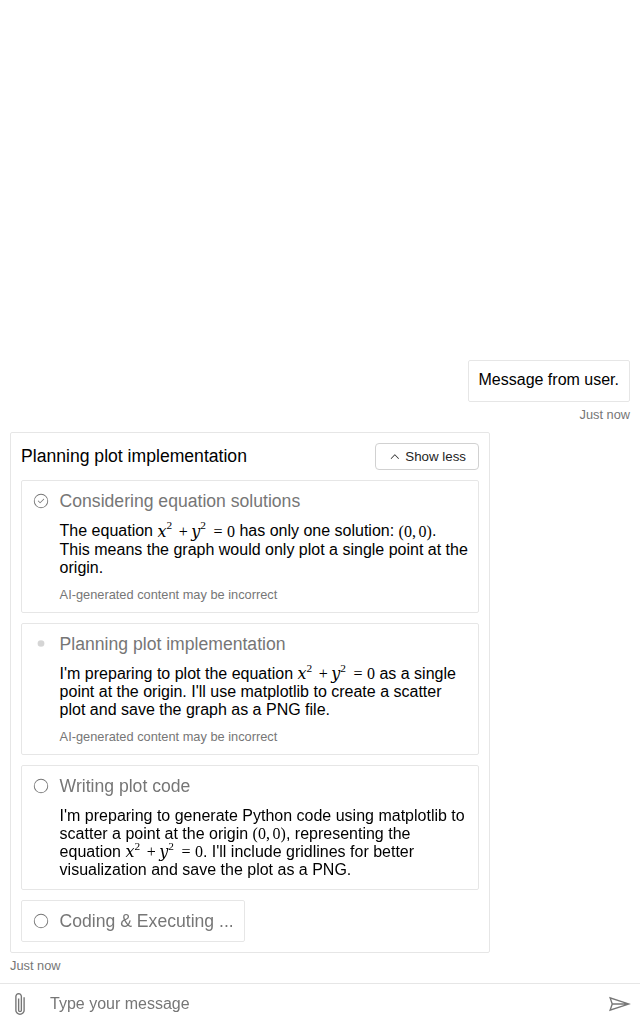 Message from user.
Just now
Planning plot implementation
Show less
Considering equation solutions
The equation x² + y² = 0 has only one solution: (0, 0).
This means the graph would only plot a single point at the
origin.
AI-generated content may be incorrect
Planning plot implementation
I'm preparing to plot the equation x² + y² = 0 as a single
point at the origin. I'll use matplotlib to create a scatter
plot and save the graph as a PNG file.
AI-generated content may be incorrect
Writing plot code
I'm preparing to generate Python code using matplotlib to
scatter a point at the origin (0, 0), representing the
equation x² + y² = 0. I'll include gridlines for better
visualization and save the plot as a PNG.
Coding & Executing ...
Just now
Type your message